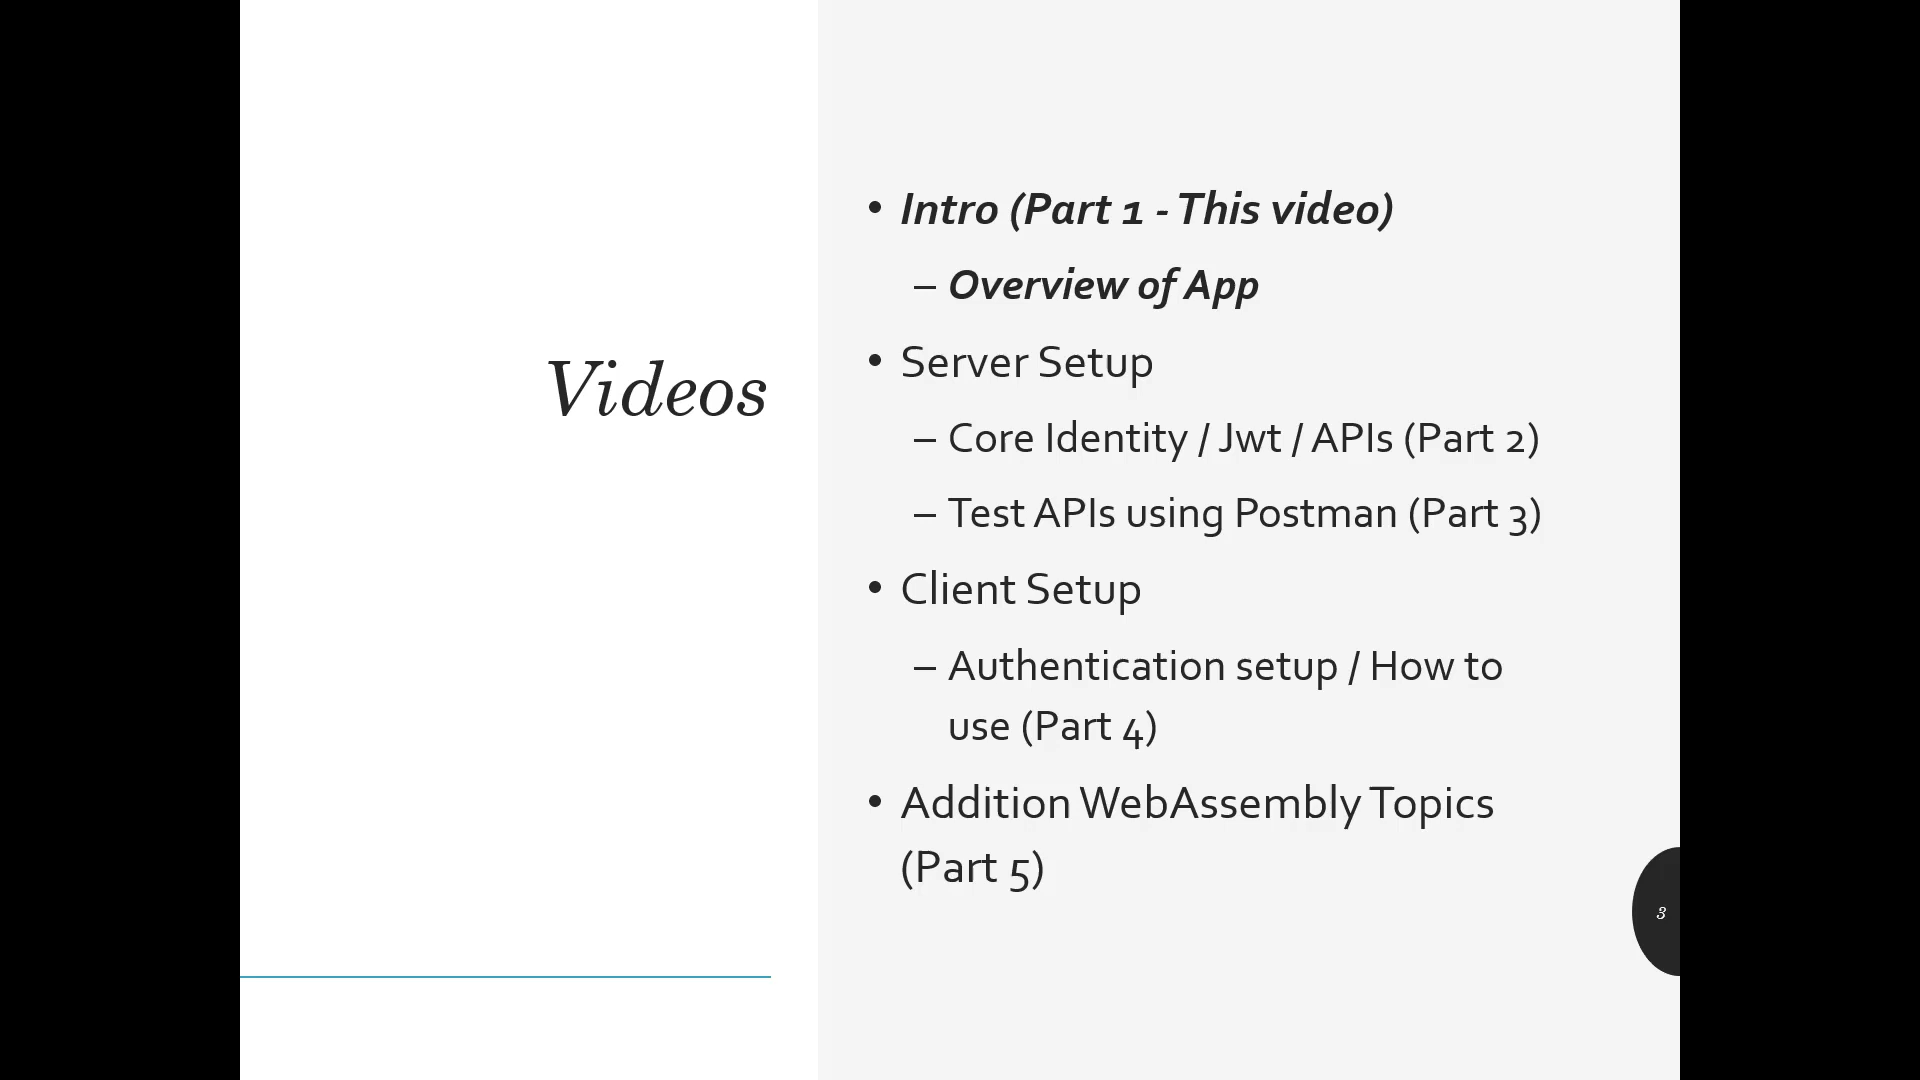 Videos
• Intro (Part 1 - This video)
– Overview of App
• Server Setup
– Core Identity / Jwt / APIs (Part 2)
– Test APIs using Postman (Part 3)
• Client Setup
– Authentication setup / How to
use (Part 4)
• Addition WebAssembly Topics
(Part 5)
3